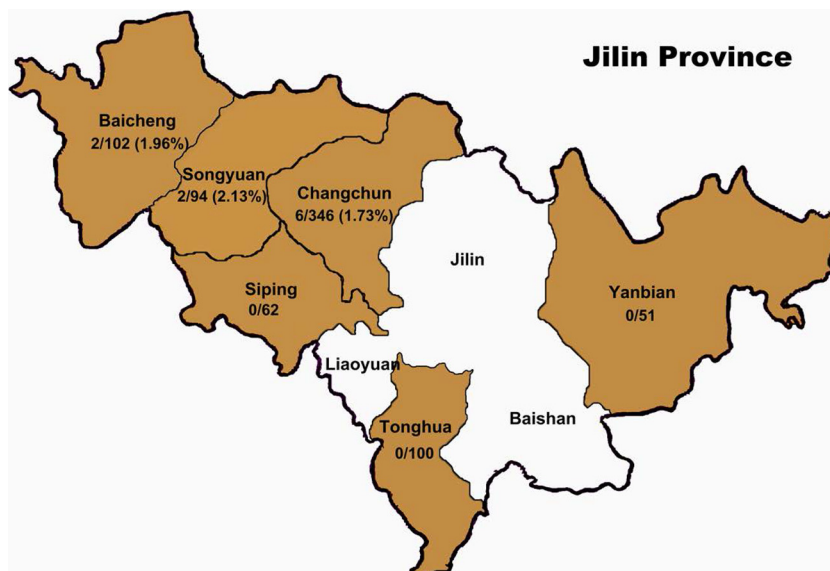 Jilin Province
Baicheng
2/102 (1.96%)
Songyuan
2/94 (2.13%)
Changchun
6/346 (1.73%)
Jilin
Siping
0/62
Yanbian
0/51
Liaoyuan
Tonghua
0/100
Baishan